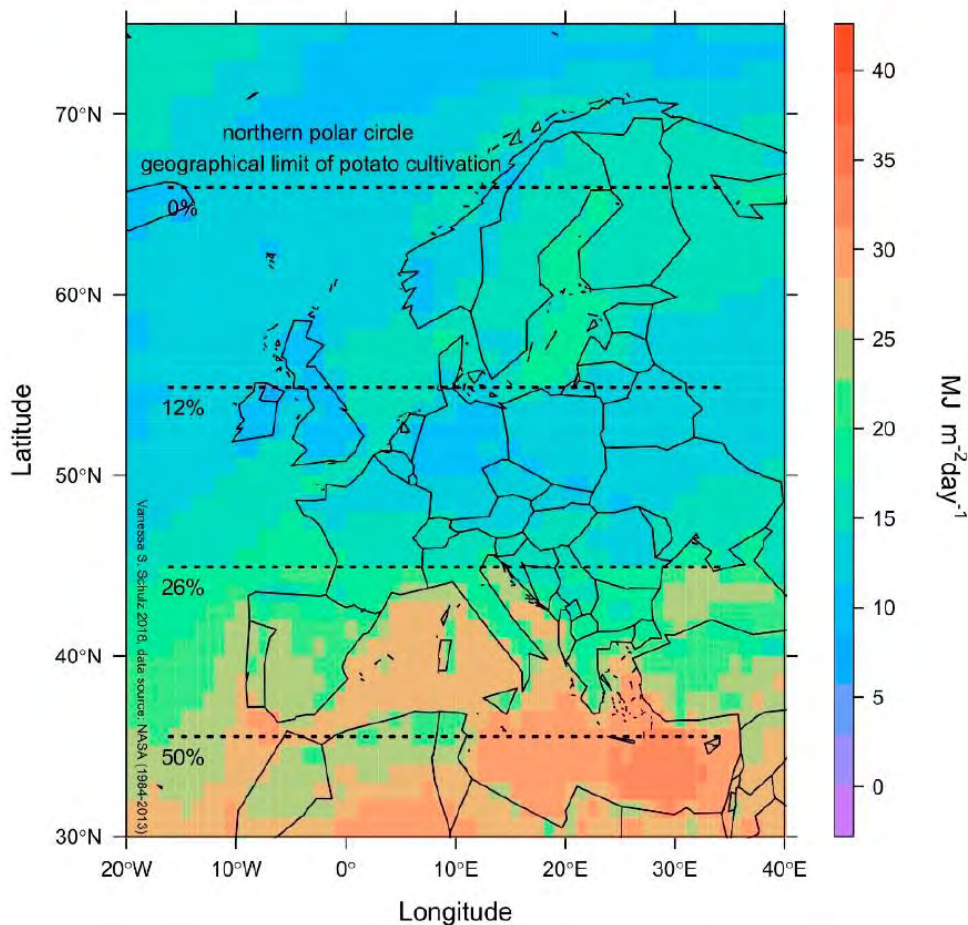 northern polar circle
geographical limit of potato cultivation
0%
12%
26%
50%
70°N
60°N
50°N
40°N
30°N
Latitude
20°W
10°W
0°
10°E
20°E
30°E
40°E
Longitude
40
35
30
25
20
15
10
5
0
MJ m⁻²day⁻¹
Vanessa S. Schulz 2018, data source: NASA (1984-2013)